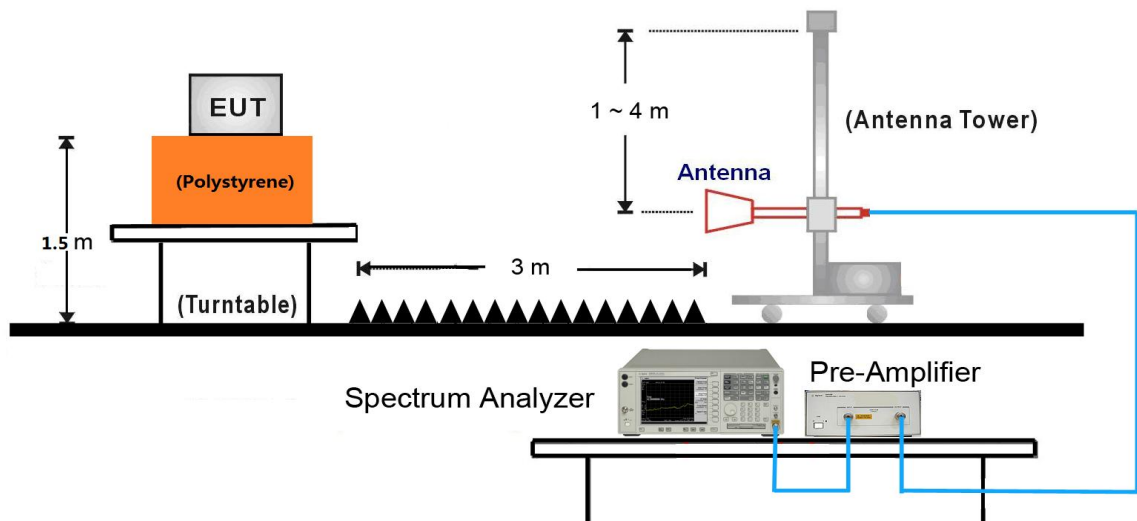 EUT
1 ~ 4 m
(Antenna Tower)
(Polystyrene)
Antenna
1.5 m
3 m
(Turntable)
Spectrum Analyzer
Pre-Amplifier